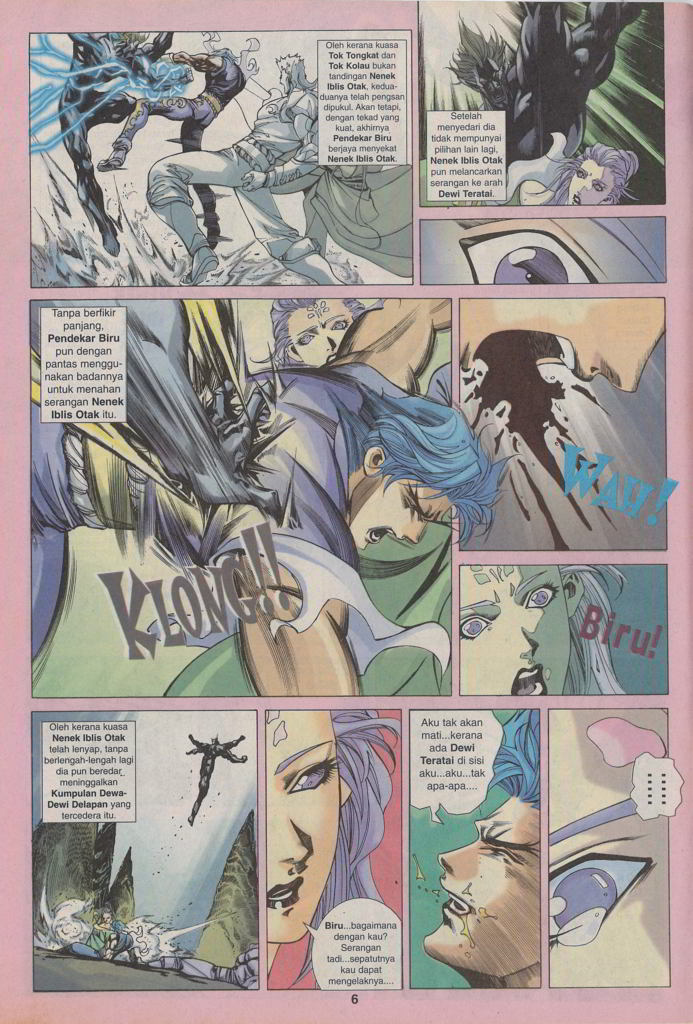 Oleh kerana kuasa
Tok Tongkat dan
Tok Kolau bukan
tandingan Nenek
Iblis Otak, kedua-
duanya telah pengsan
dipukul. Akan tetapi,
dengan tekad yang
kuat, akhirnya
Pendekar Biru
berjaya menyekat
Nenek Iblis Otak.
Setelah
menyedari dia
tidak mempunyai
pilihan lain lagi,
Nenek Iblis Otak
pun melancarkan
serangan ke arah
Dewi Teratai.
Tanpa berfikir
panjang,
Pendekar Biru
pun dengan
pantas menggu-
nakan badannya
untuk menahan
serangan Nenek
Iblis Otak itu.
KLONG!!
WAH!
Biru!
Oleh kerana kuasa
Nenek Iblis Otak
telah lenyap, tanpa
berlengah-lengah lagi
dia pun beredar
meninggalkan
Kumpulan Dewa-
Dewi Delapan yang
tercedera itu.
Biru...bagaimana
dengan kau?
Serangan
tadi...sepatutnya
kau dapat
mengelaknya....
Aku tak akan
mati...kerana
ada Dewi
Teratai di sisi
aku...aku...tak
apa-apa....
......
6